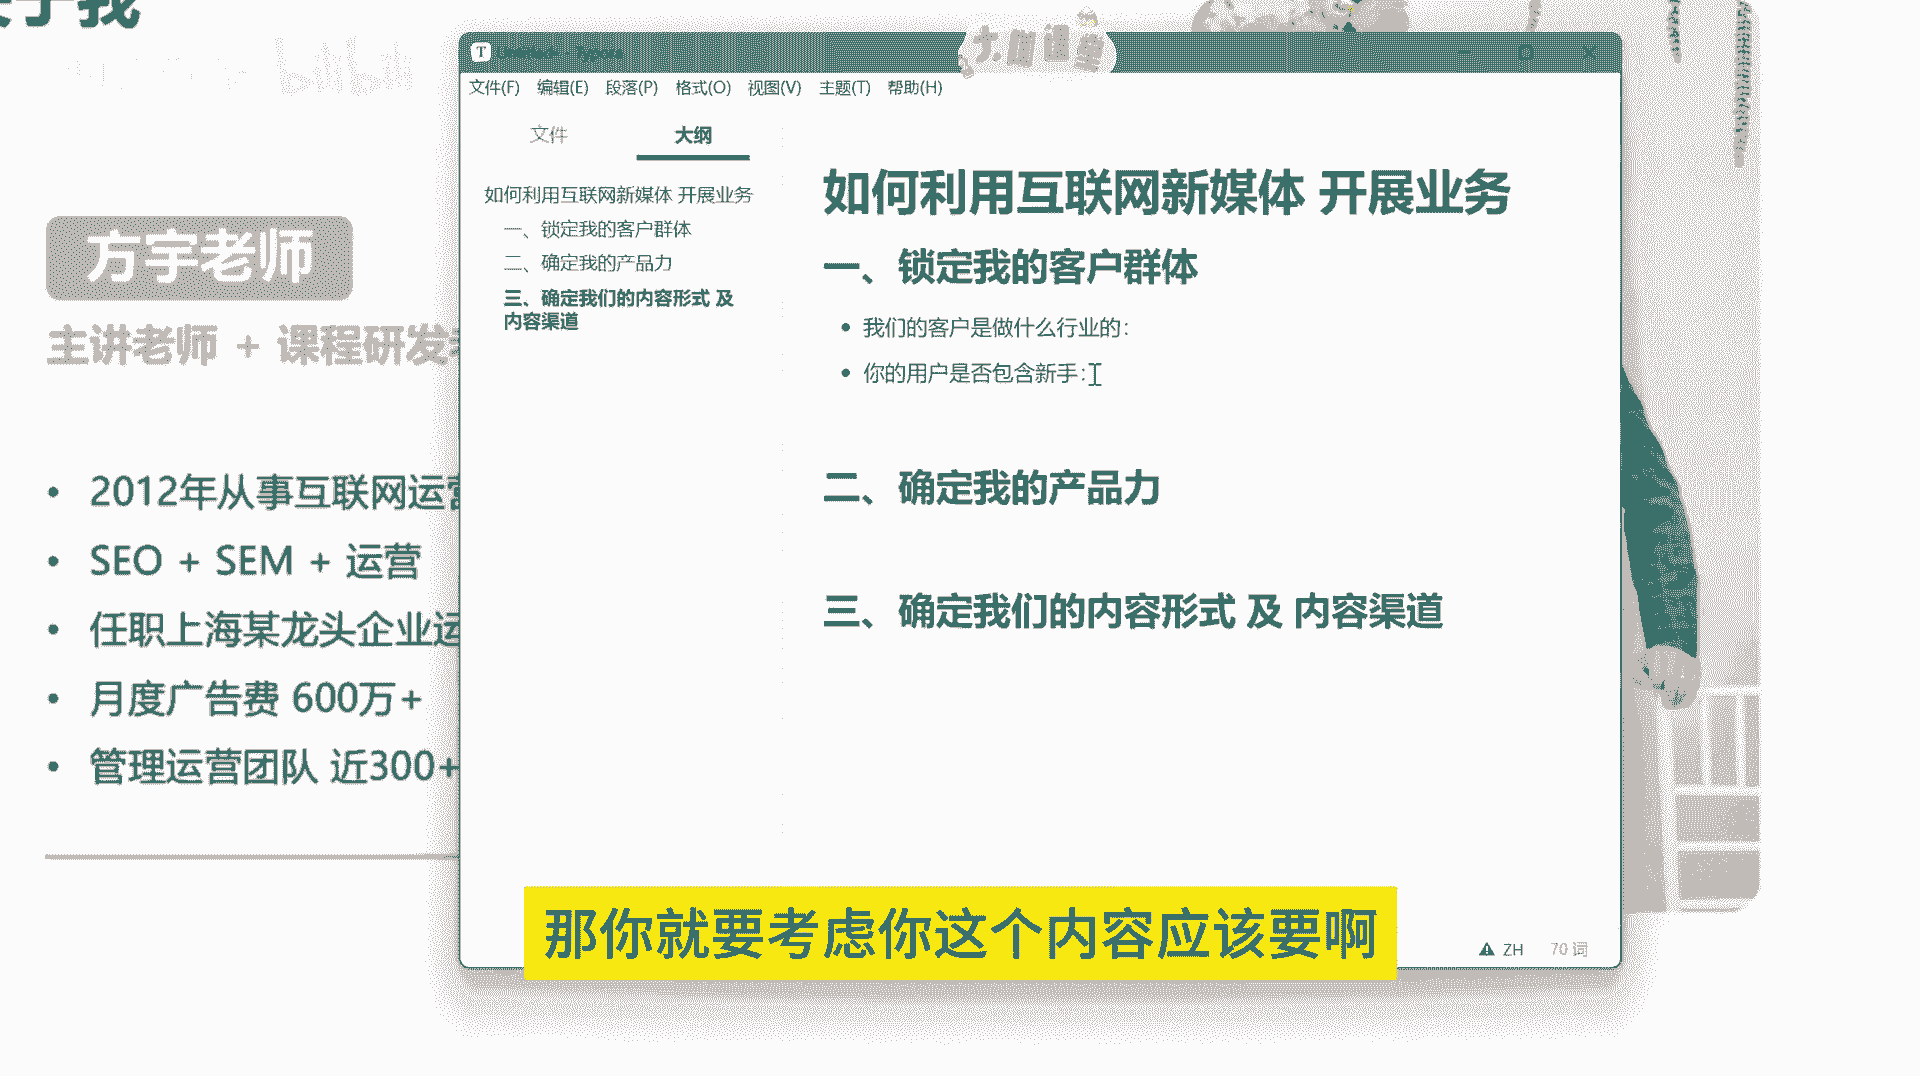 于我
bilibili
方宇老师
主讲老师 + 课程研发
2012年从事互联网运营
SEO + SEM + 运营
任职上海某龙头企业运
月度广告费 600万+
管理运营团队 近300+
文件(F) 编辑(E) 段落(P) 格式(O) 视图(V) 主题(T) 帮助(H)
文件 大纲
如何利用互联网新媒体 开展业务
一、锁定我的客户群体
二、确定我的产品力
三、确定我们的内容形式 及
内容渠道
如何利用互联网新媒体 开展业务
一、锁定我的客户群体
我们的客户是做什么行业的：
你的用户是否包含新手：
二、确定我的产品力
三、确定我们的内容形式 及 内容渠道
ZH 70 词
那你就要考虑你这个内容应该要啊